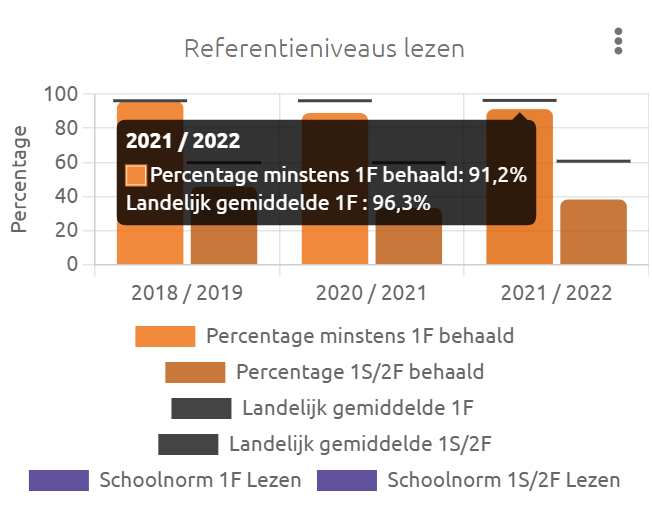 Referentieniveaus lezen
Percentage
100
80
60
40
20
0
2021 / 2022
Percentage minstens 1F behaald: 91,2%
Landelijk gemiddelde 1F : 96,3%
2018 / 2019
2020 / 2021
2021 / 2022
Percentage minstens 1F behaald
Percentage 1S/2F behaald
Landelijk gemiddelde 1F
Landelijk gemiddelde 1S/2F
Schoolnorm 1F Lezen
Schoolnorm 1S/2F Lezen